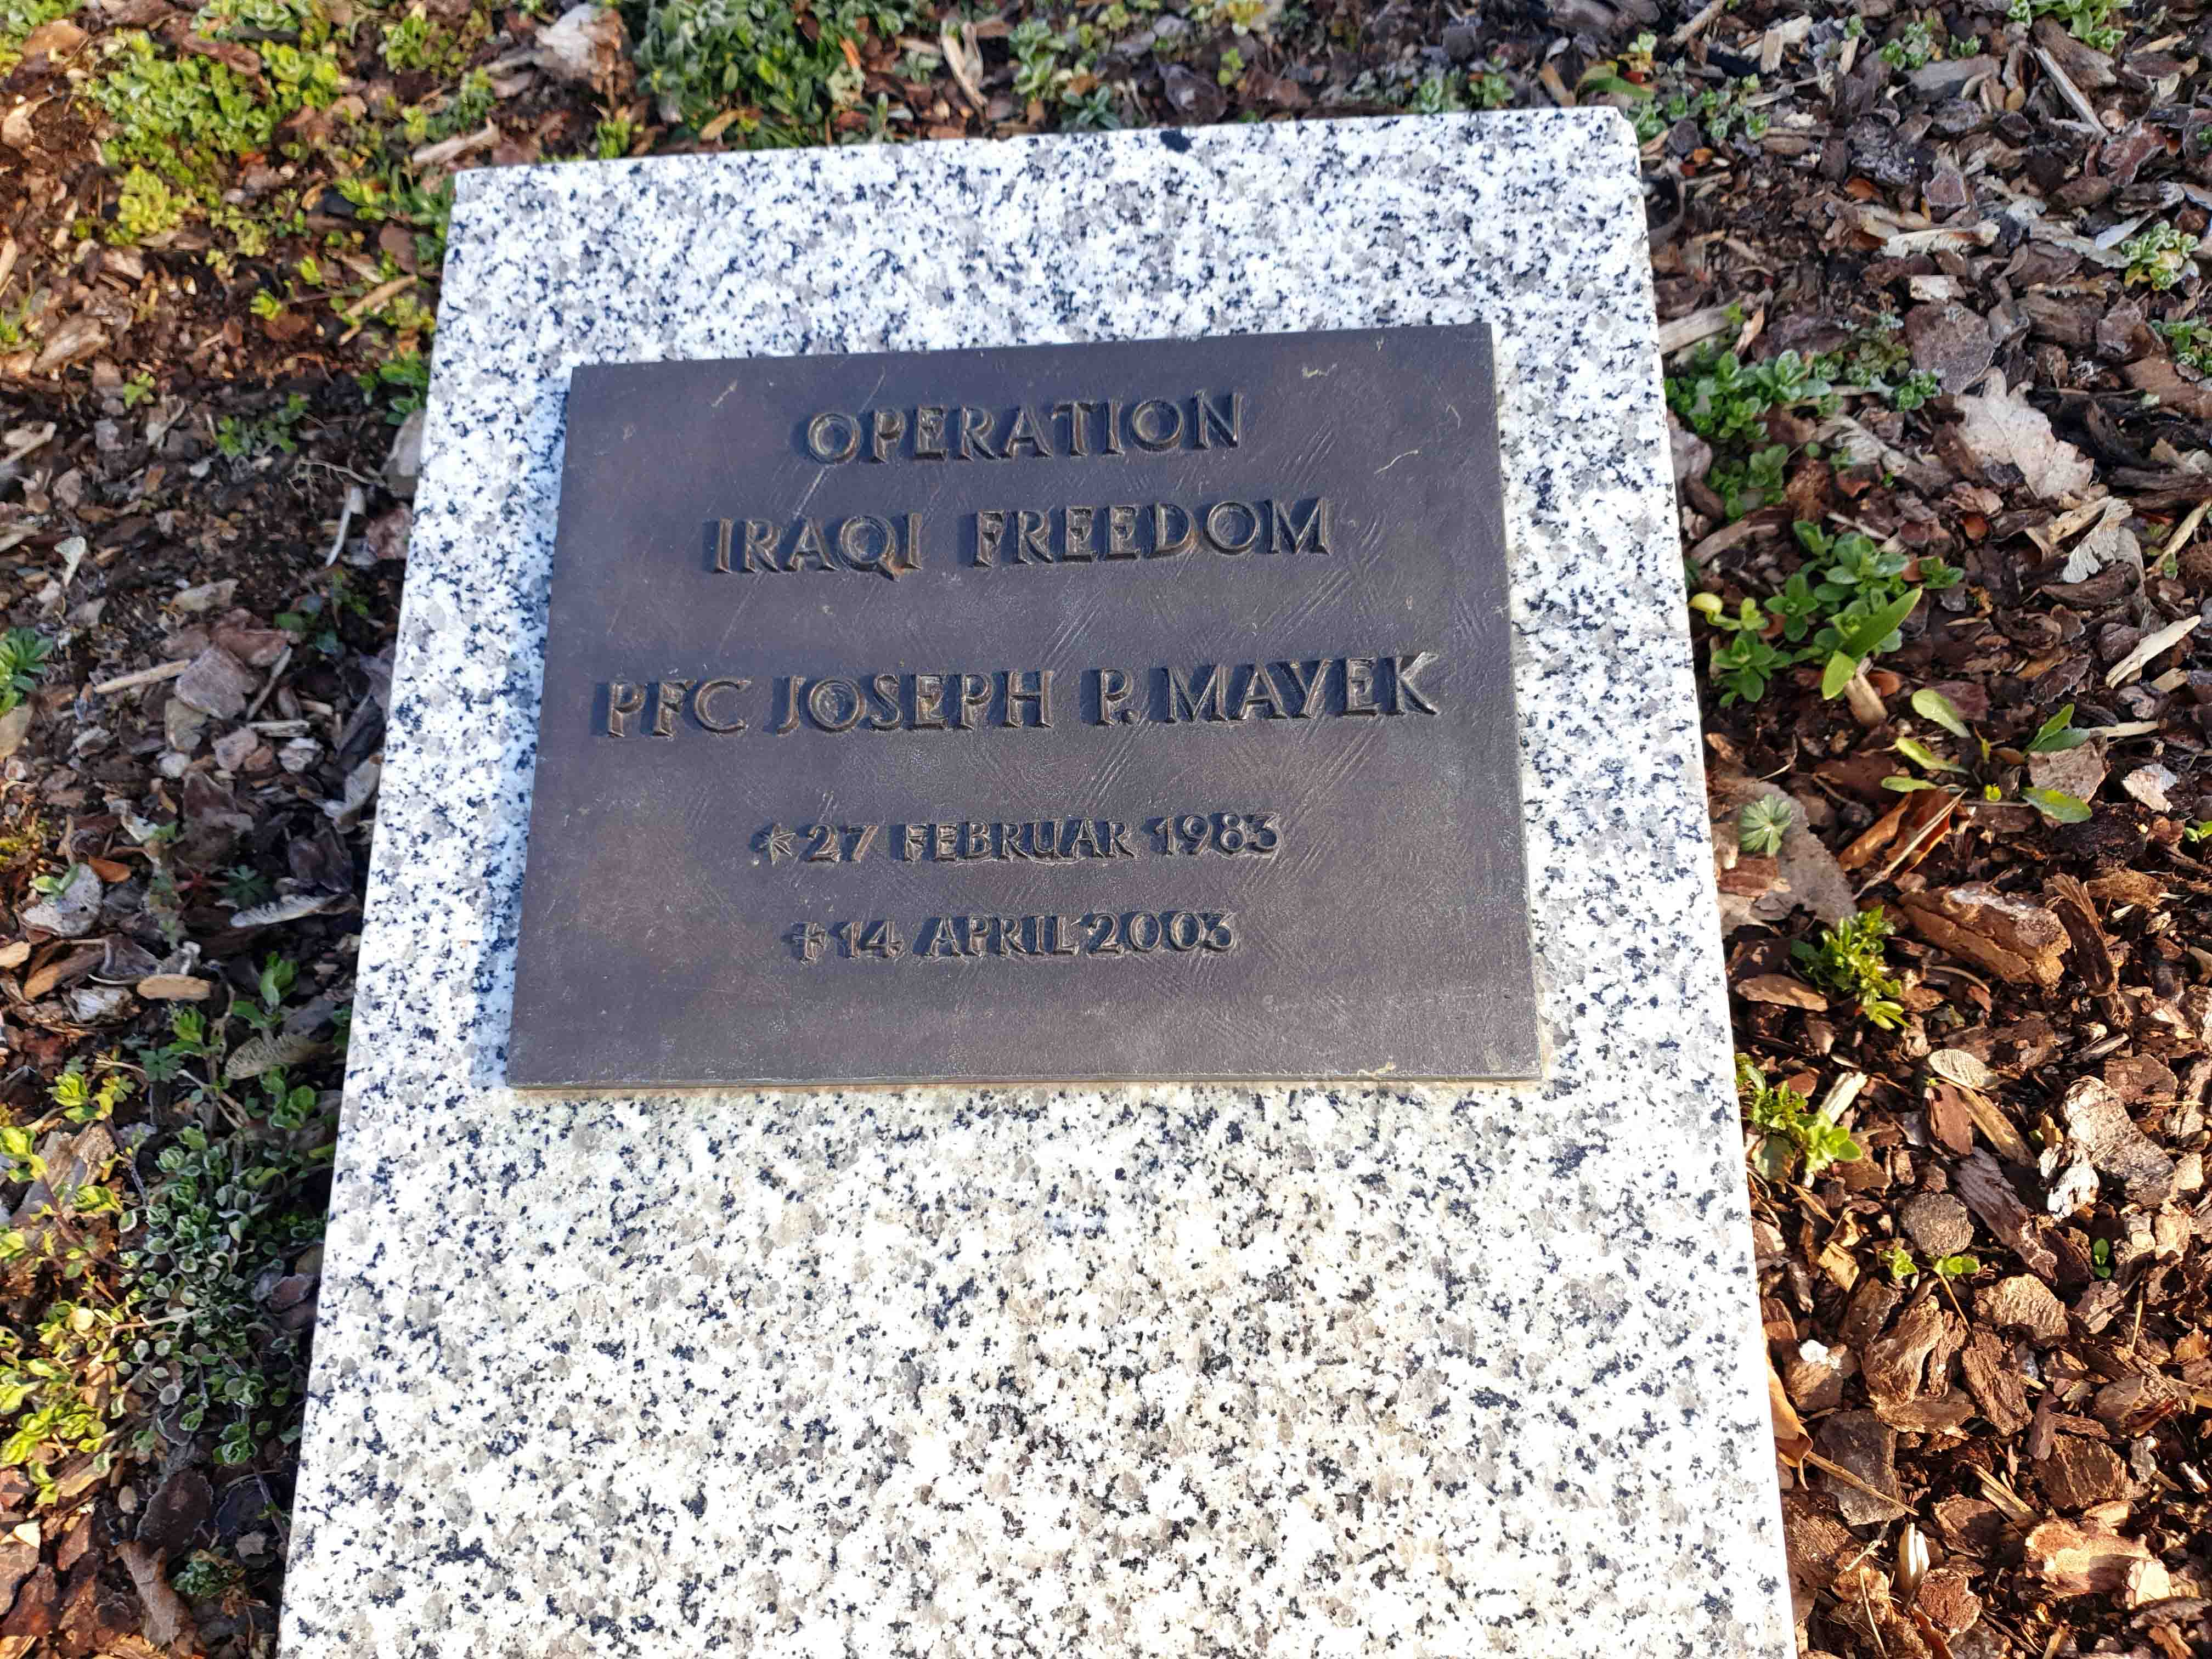 OPERATION
IRAQI FREEDOM
PFC JOSEPH P. MAYEK
*27 FEBRUAR 1983
✝14 APRIL 2003